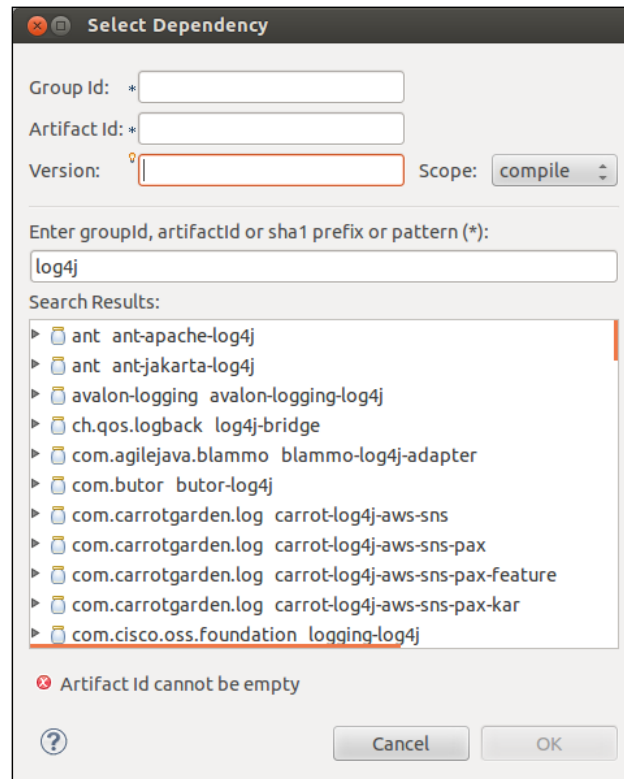 Select Dependency
Group Id: *
Artifact Id: *
Version: Scope: compile
Enter groupId, artifactId or sha1 prefix or pattern (*):
log4j
Search Results:
ant ant-apache-log4j
ant ant-jakarta-log4j
avalon-logging avalon-logging-log4j
ch.qos.logback log4j-bridge
com.agilejava.blammo blammo-log4j-adapter
com.butor butor-log4j
com.carrotgarden.log carrot-log4j-aws-sns
com.carrotgarden.log carrot-log4j-aws-sns-pax
com.carrotgarden.log carrot-log4j-aws-sns-pax-feature
com.carrotgarden.log carrot-log4j-aws-sns-pax-kar
com.cisco.oss.foundation logging-log4j
Artifact Id cannot be empty
? Cancel OK